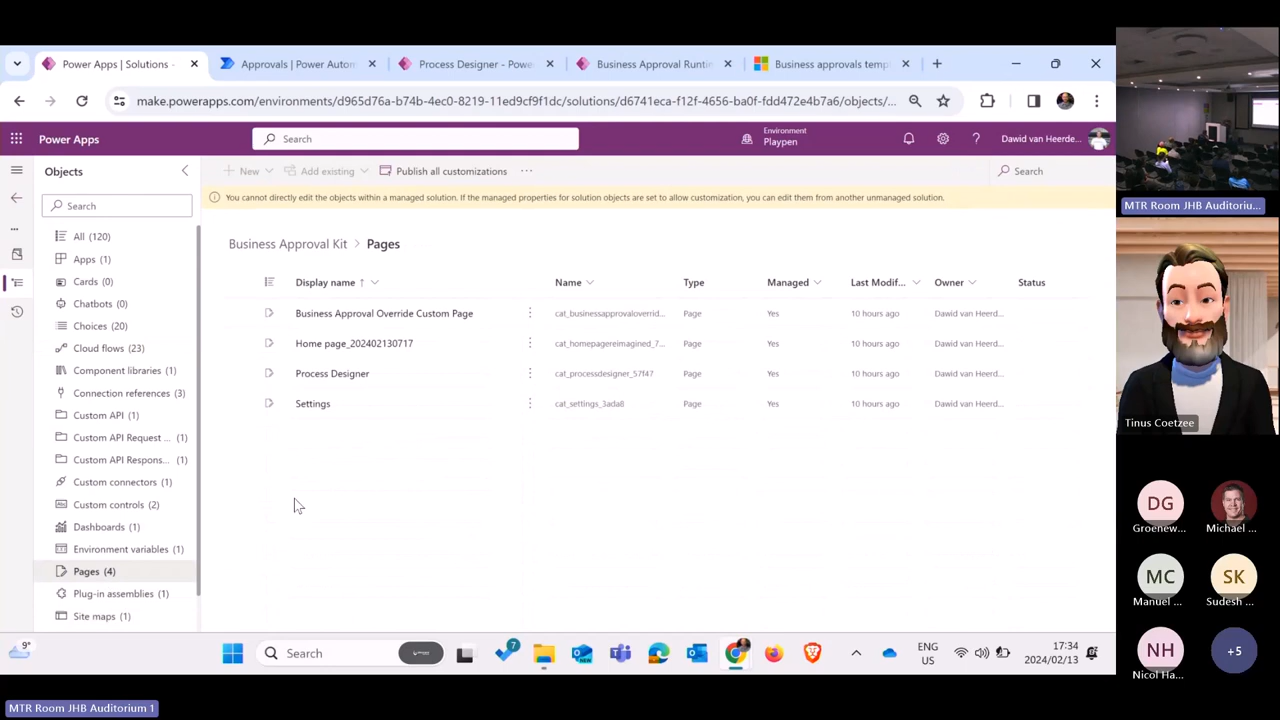 Power Apps | Solutions -
Approvals | Power Autom
Process Designer - Powe
Business Approval Runti
Business approvals temp
make.powerapps.com/environments/d965d76a-b74b-4ec0-8219-11ed9cf9f1dc/solutions/d6741eca-f12f-4656-ba0f-fdd472e4b7a6/objects/...
Power Apps
Search
Environment
Playpen
Dawid van Heerde...
Objects
New
Add existing
Publish all customizations
Search
Search
You cannot directly edit the objects within a managed solution. If the managed properties for solution objects are set to allow customization, you can edit them from another unmanaged solution.
All (120)
Apps (1)
Cards (0)
Chatbots (0)
Choices (20)
Cloud flows (23)
Component libraries (1)
Connection references (3)
Custom API (1)
Custom API Request ... (1)
Custom API Respons... (1)
Custom connectors (1)
Custom controls (2)
Dashboards (1)
Environment variables (1)
Pages (4)
Plug-in assemblies (1)
Site maps (1)
Business Approval Kit > Pages
Display name ↑ Name Type Managed Last Modif... Owner Status
Business Approval Override Custom Page cat_businessapprovaloverrid... Page Yes 10 hours ago Dawid van Heerd...
Home page_202402130717 cat_homepagereimagined_7... Page Yes 10 hours ago Dawid van Heerd...
Process Designer cat_processdesigner_57f47 Page Yes 10 hours ago Dawid van Heerd...
Settings cat_settings_3ada8 Page Yes 10 hours ago Dawid van Heerd...
9°
Search
7
NEW
ENG
US
17:34
2024/02/13
MTR Room JHB Auditorium 1
MTR Room JHB Auditoriu...
Tinus Coetzee
DG
Groenew...
Michael ...
MC
Manuel ...
SK
Sudesh ...
NH
Nicol Ha...
+5